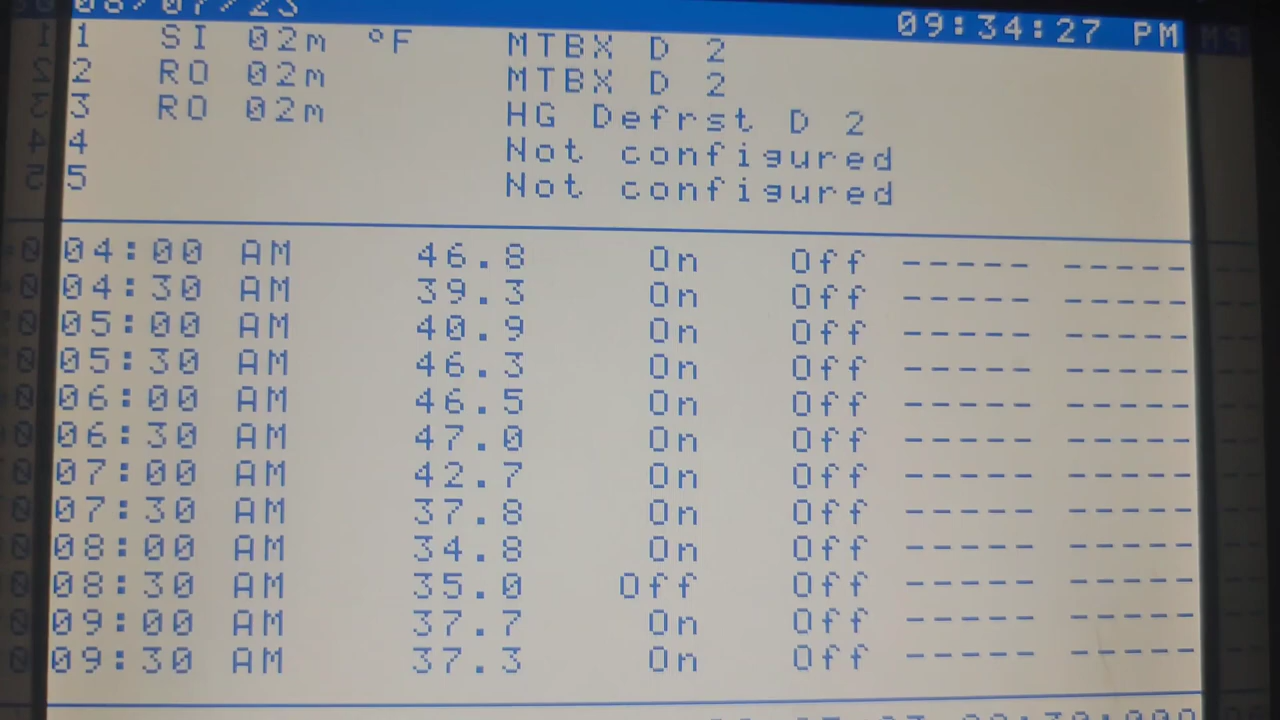 08/07/23 09:34:27 PM
1 SI 02m °F MTBX D 2
2 RO 02m MTBX D 2
3 RO 02m HG Defrst D 2
4 Not configured
5 Not configured
04:00 AM 46.8 On Off ----- -----
04:30 AM 39.3 On Off ----- -----
05:00 AM 40.9 On Off ----- -----
05:30 AM 46.3 On Off ----- -----
06:00 AM 46.5 On Off ----- -----
06:30 AM 47.0 On Off ----- -----
07:00 AM 42.7 On Off ----- -----
07:30 AM 37.8 On Off ----- -----
08:00 AM 34.8 On Off ----- -----
08:30 AM 35.0 Off Off ----- -----
09:00 AM 37.7 On Off ----- -----
09:30 AM 37.3 On Off ----- -----